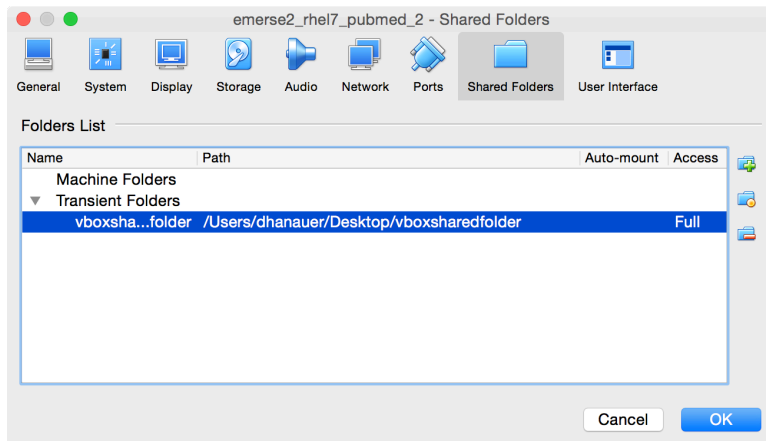 emerse2_rhel7_pubmed_2 - Shared Folders
General System Display Storage Audio Network Ports Shared Folders User Interface
Folders List
Name Path Auto-mount Access
Machine Folders
Transient Folders
vboxsha...folder /Users/dhanauer/Desktop/vboxsharedfolder Full
Cancel OK